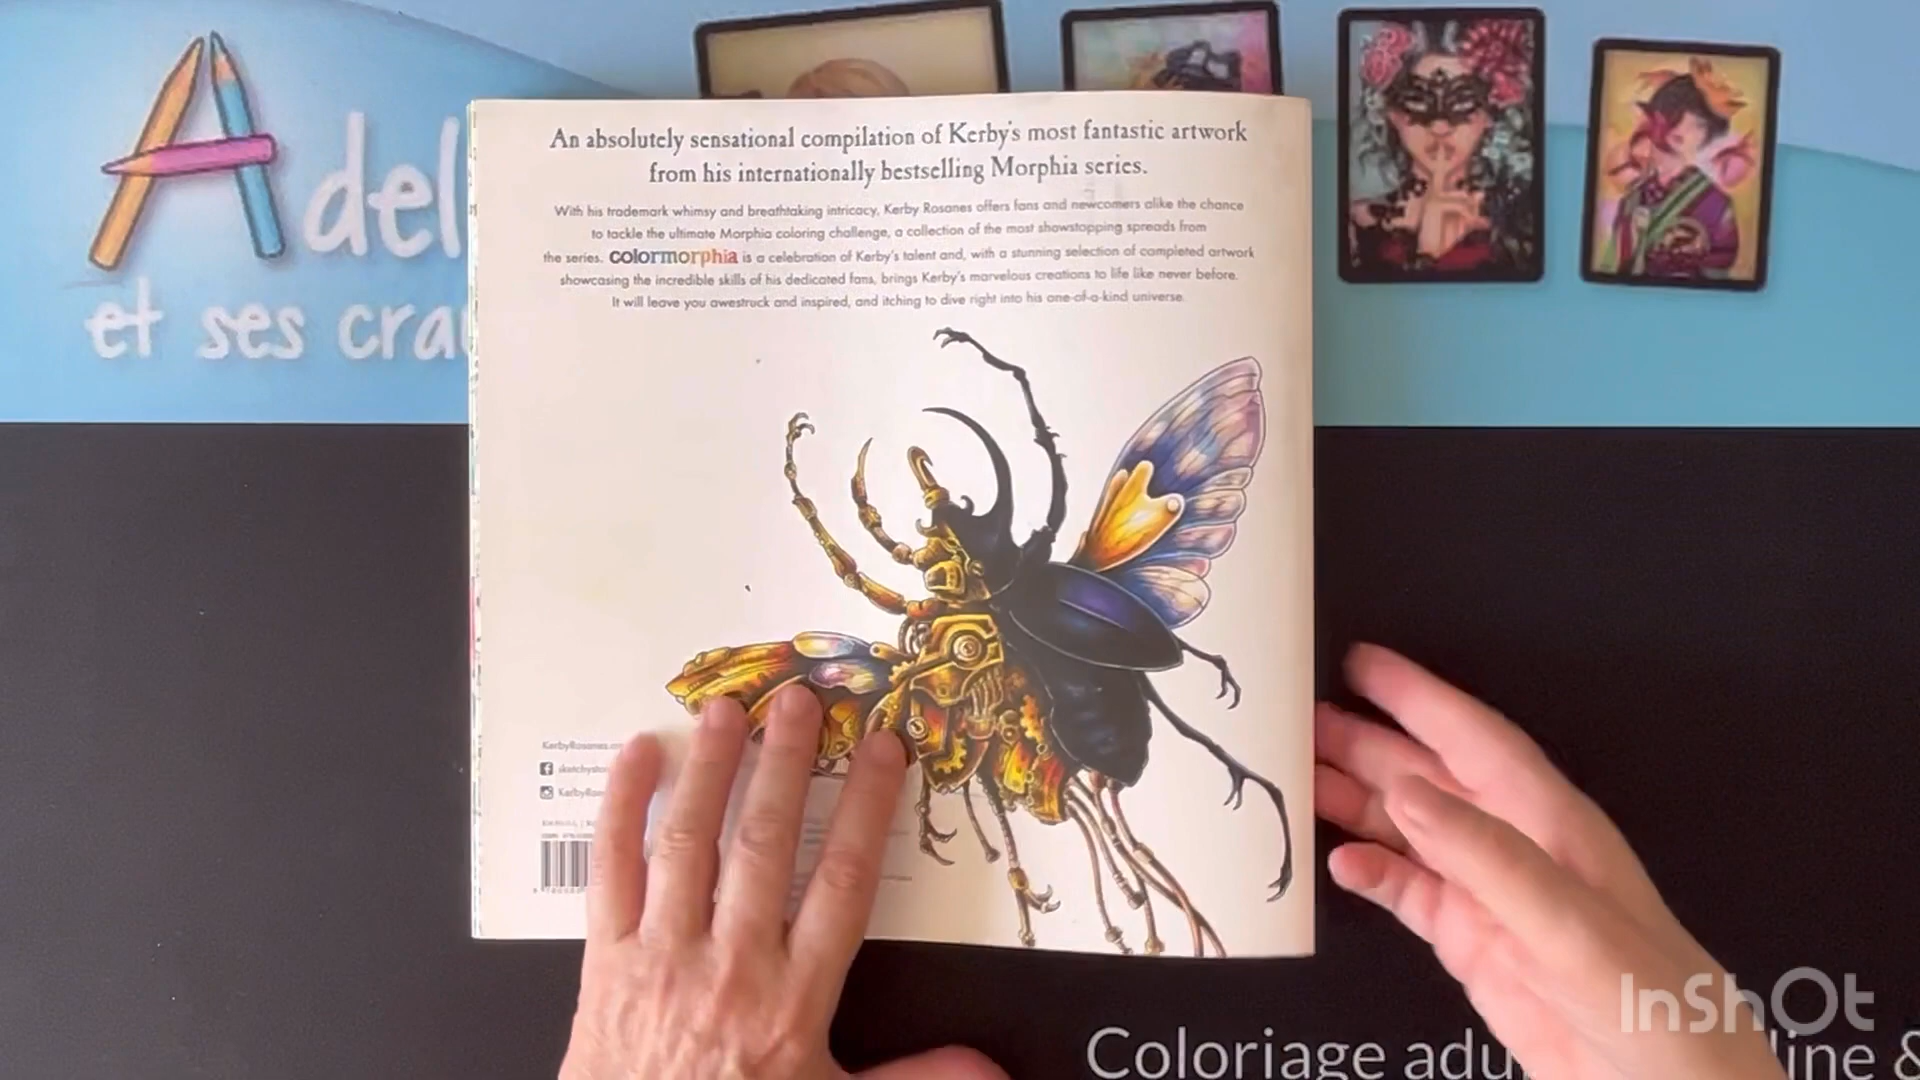 Adel
et ses cra
An absolutely sensational compilation of Kerby's most fantastic artwork
from his internationally bestselling Morphia series.
With his trademark whimsy and breathtaking intricacy, Kerby Rosanes offers fans and newcomers alike the chance
to tackle the ultimate Morphia coloring challenge, a collection of the most showstopping spreads from
the series. colormorphia is a celebration of Kerby's talent and, with a stunning selection of completed artwork
showcasing the incredible skills of his dedicated fans, brings Kerby's marvelous creations to life like never before.
It will leave you awestruck and inspired, and itching to dive right into his one-of-a-kind universe.
KerbyRosanes.co
sketchysto
InShOt
Coloriage adu line &